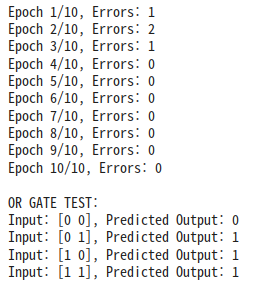 Epoch 1/10, Errors: 1
Epoch 2/10, Errors: 2
Epoch 3/10, Errors: 1
Epoch 4/10, Errors: 0
Epoch 5/10, Errors: 0
Epoch 6/10, Errors: 0
Epoch 7/10, Errors: 0
Epoch 8/10, Errors: 0
Epoch 9/10, Errors: 0
Epoch 10/10, Errors: 0
OR GATE TEST:
Input: [0 0], Predicted Output: 0
Input: [0 1], Predicted Output: 1
Input: [1 0], Predicted Output: 1
Input: [1 1], Predicted Output: 1